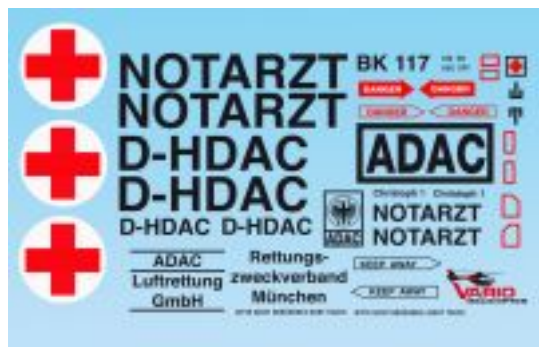 NOTARZT
BK 117
NOTARZT
DANGER DANGER
DANGER DANGER
D-HDAC
ADAC
D-HDAC
Christoph 1 Christoph 1
NOTARZT
D-HDAC D-HDAC
ADAC
NOTARZT
ADAC
Luftrettung
GmbH
Rettungs-
zweckverband
München
KEEP AWAY
KEEP AWAY
VARIO